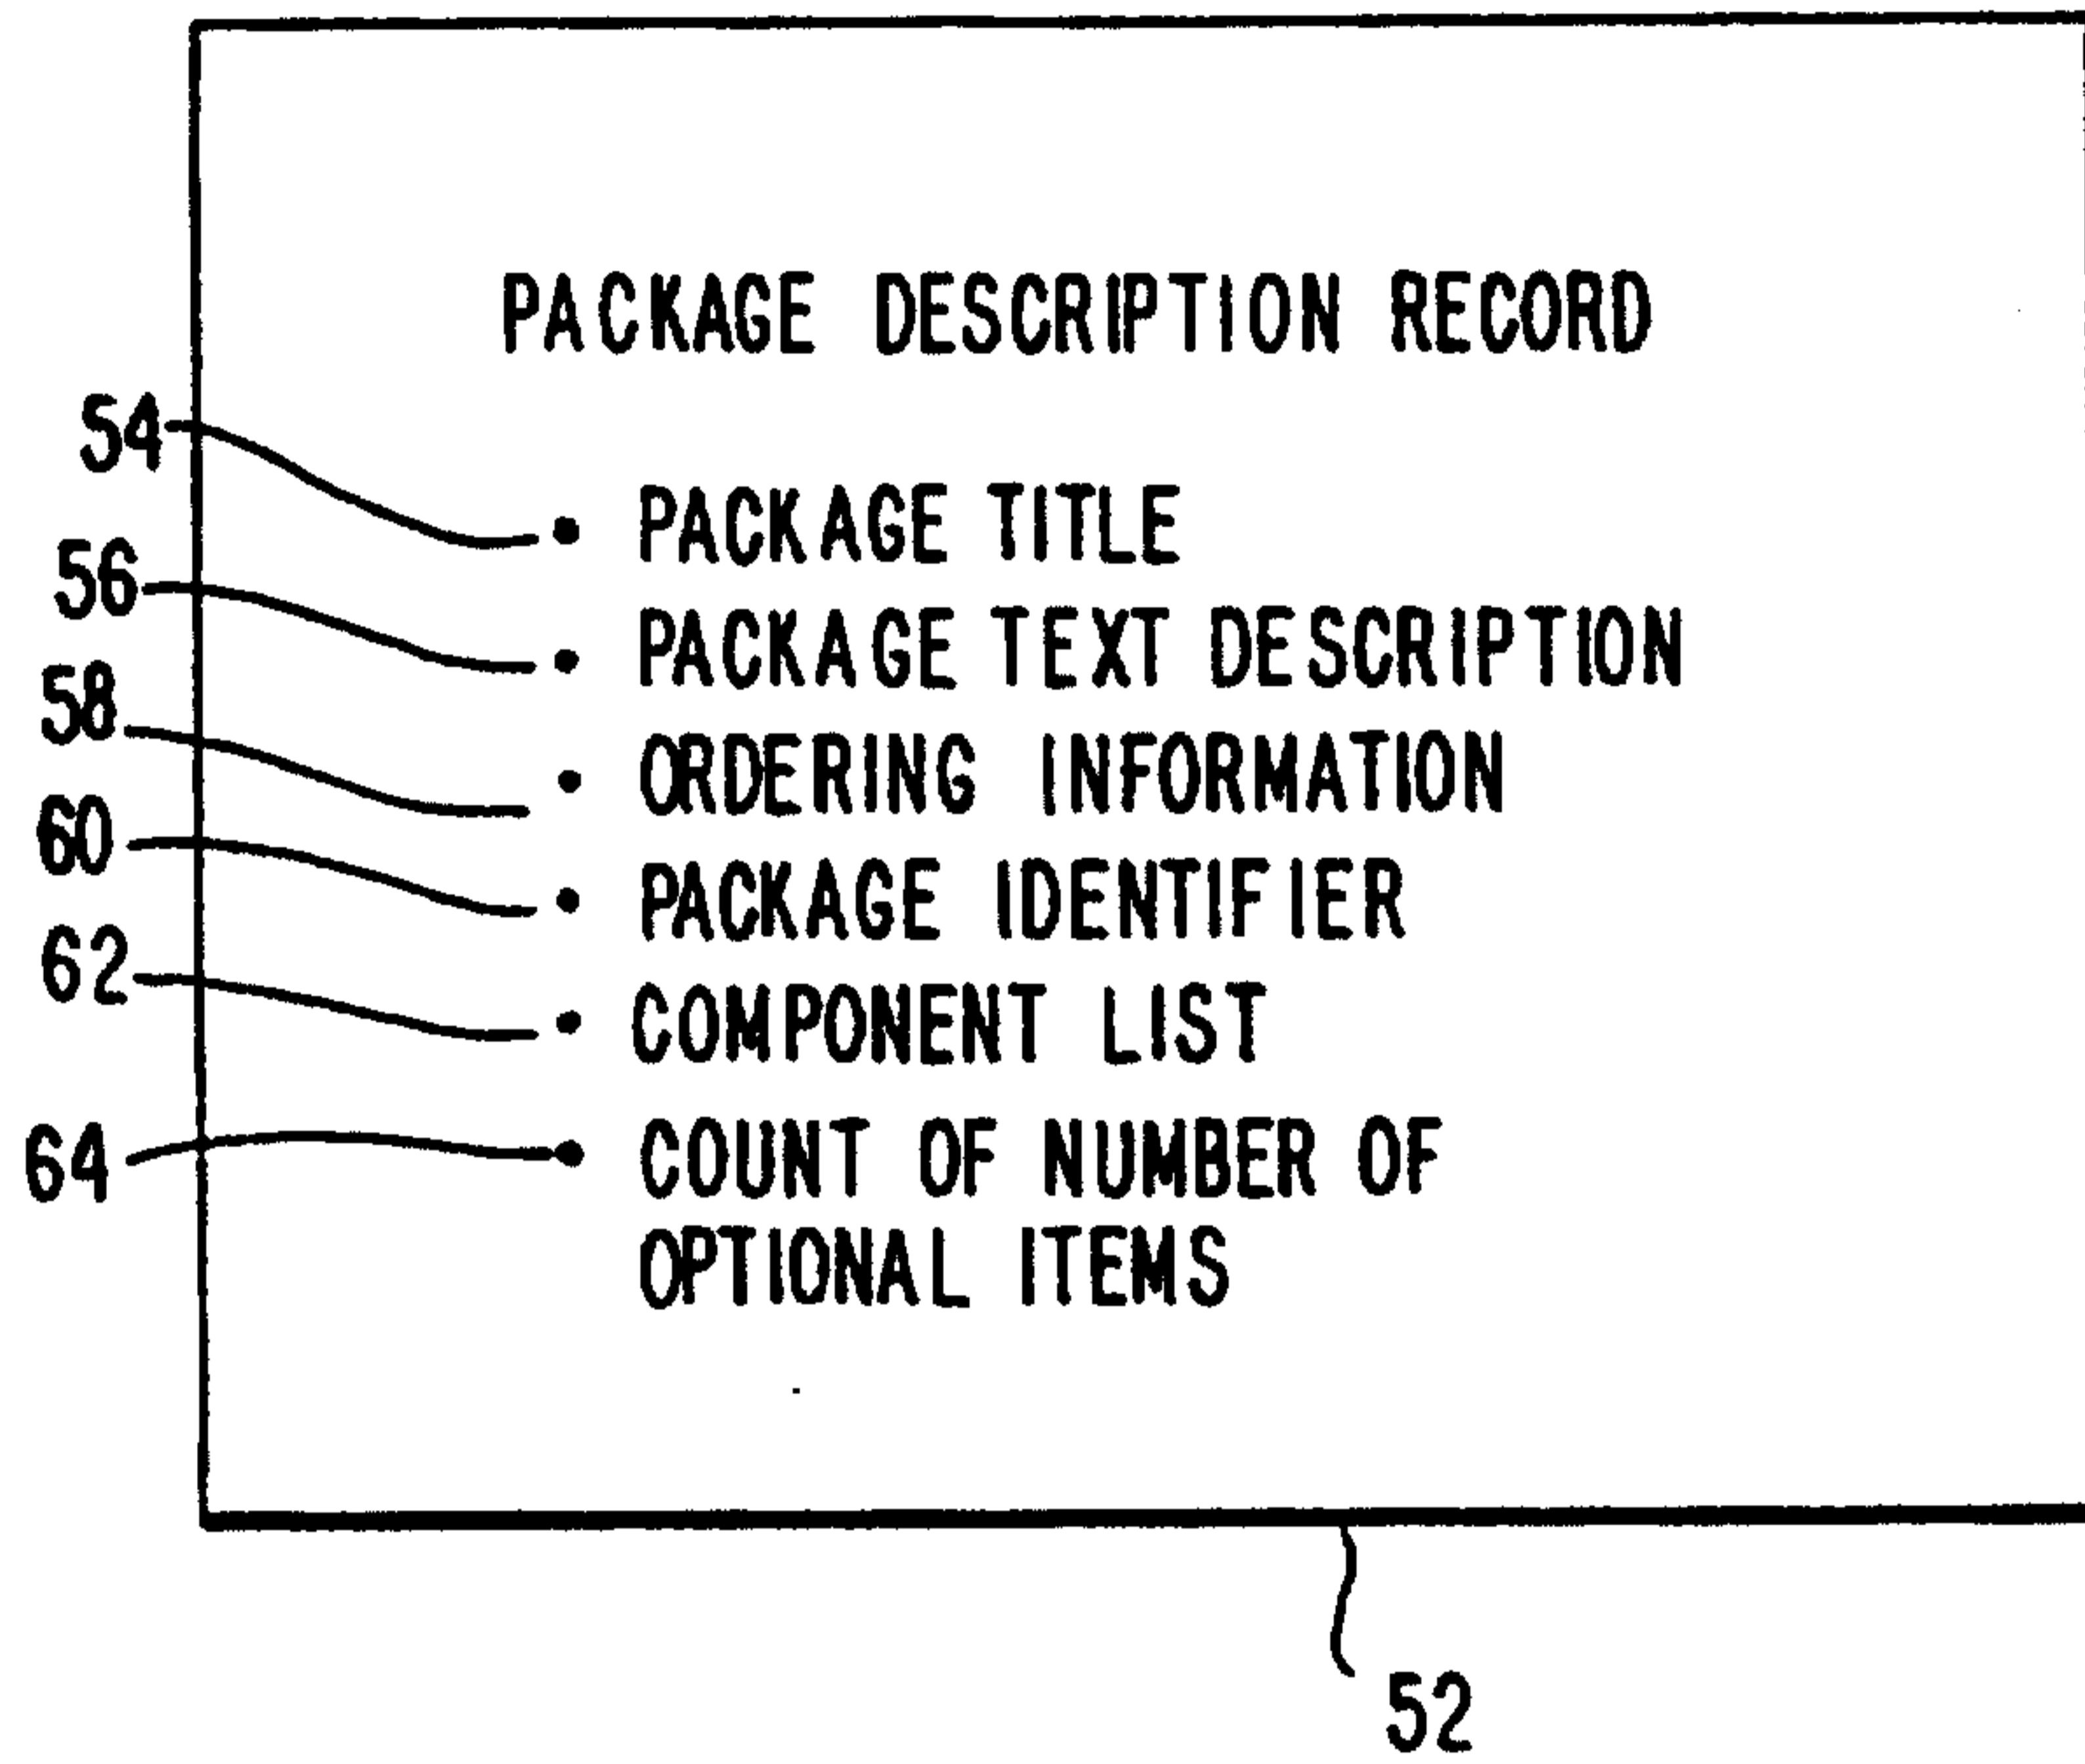 PACKAGE DESCRIPTION RECORD
54
• PACKAGE TITLE
56
• PACKAGE TEXT DESCRIPTION
58
• ORDERING INFORMATION
60
• PACKAGE IDENTIFIER
62
• COMPONENT LIST
64
• COUNT OF NUMBER OF
OPTIONAL ITEMS
52